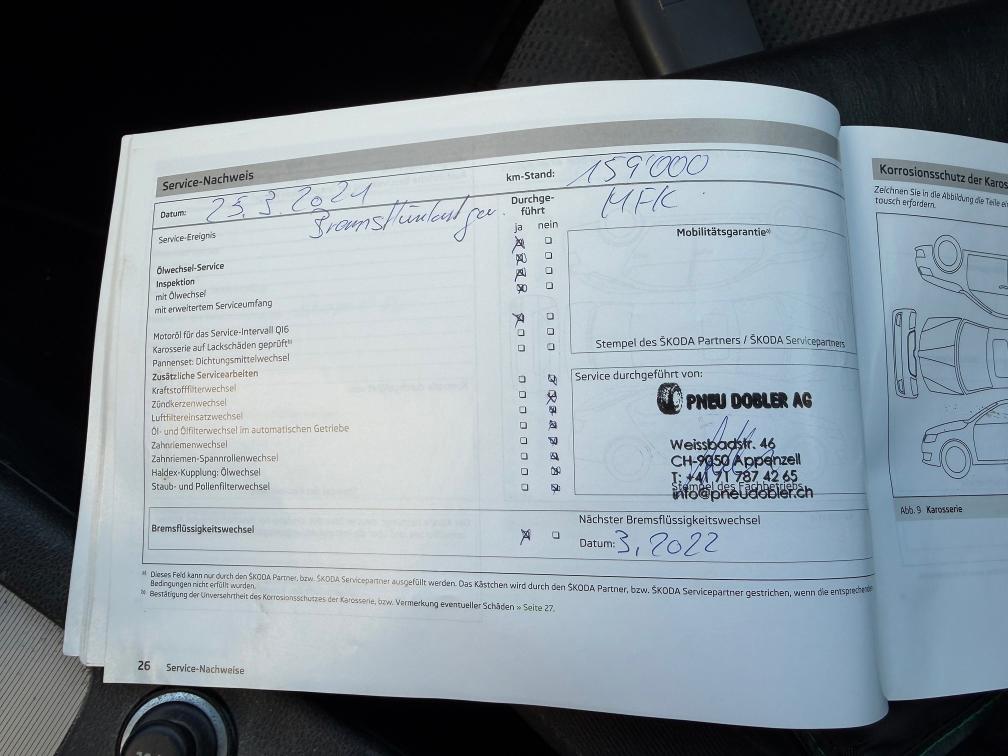 Service-Nachweis
Datum: 25.3.2021
km-Stand: 159'000
Service-Ereignis
Durchge-
führt
MFK
ja nein
Mobilitätsgarantie a)
Ölwechsel-Service
Inspektion
mit Ölwechsel
mit erweitertem Serviceumfang
Motoröl für das Service-Intervall QI6
Karosserie auf Lackschäden geprüft b)
Pannenset: Dichtungsmittelwechsel
Stempel des ŠKODA Partners / ŠKODA Servicepartners
Zusätzliche Servicearbeiten
Kraftstofffilterwechsel
Zündkerzenwechsel
Luftfiltereinsatzwechsel
Öl- und Ölfilterwechsel im automatischen Getriebe
Zahnriemenwechsel
Zahnriemen-Spannrollenwechsel
Haldex-Kupplung: Ölwechsel
Staub- und Pollenfilterwechsel
Service durchgeführt von:
PNEU DOBLER AG
Weissbadstr. 46
CH-9050 Appenzell
T: +41 71 787 42 65
Stempel des Fachbetriebs
info@pneudobler.ch
Bremsflüssigkeitswechsel
Nächster Bremsflüssigkeitswechsel
Datum: 3.2022
a) Dieses Feld kann nur durch den ŠKODA Partner, bzw. ŠKODA Servicepartner ausgefüllt werden. Das Kästchen wird durch den ŠKODA Partner, bzw. ŠKODA Servicepartner gestrichen, wenn die
Bedingungen nicht erfüllt wurden.
b) Bestätigung der Unversehrtheit des Korrosionsschutzes der Karosserie, bzw. Vermerkung eventueller Schäden » Seite 27.
26 Service-Nachweise
Korrosionsschutz der
Zeichnen Sie in die Abbildung die Teile
tausch erfordern.
Abb. 9 Karosserie